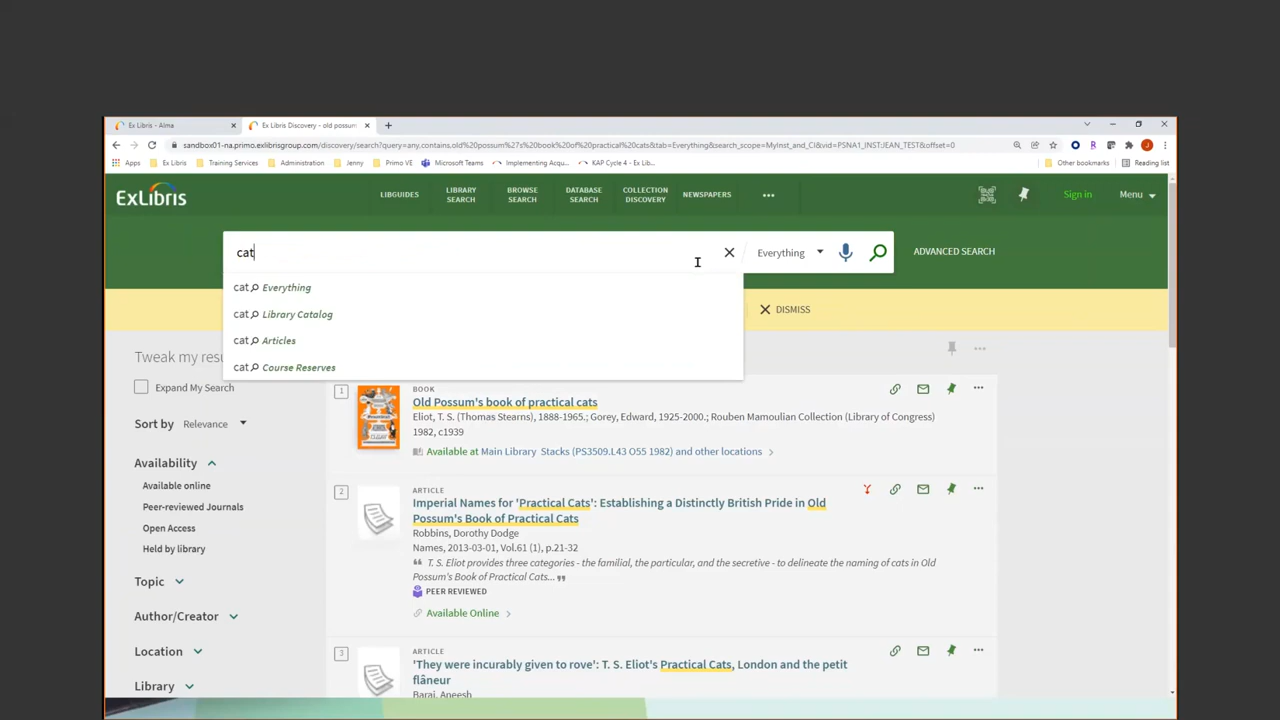 Ex Libris - Alma
Ex Libris Discovery - old possum
sandbox01-na.primo.exlibrisgroup.com/discovery/search?query=any,contains,old%20possum%27s%20book%20of%20practical%20cats&tab=Everything&search_scope=MyInst_and_CI&vid=PSNA1_INST:JEAN_TEST&offset=0
Apps Ex Libris Training Services Administration Jenny Primo VE Microsoft Teams Implementing Acqu... KAP Cycle 4 - Ex Lib... Other bookmarks Reading list
ExLibris
LIBGUIDES
LIBRARY SEARCH
BROWSE SEARCH
DATABASE SEARCH
COLLECTION DISCOVERY
NEWSPAPERS
Sign in
Menu
cat
Everything
ADVANCED SEARCH
cat Everything
cat Library Catalog
cat Articles
cat Course Reserves
DISMISS
Tweak my resu
Expand My Search
Sort by Relevance
Availability
Available online
Peer-reviewed Journals
Open Access
Held by library
Topic
Author/Creator
Location
Library
1
BOOK
Old Possum's book of practical cats
Eliot, T. S. (Thomas Stearns), 1888-1965.; Gorey, Edward, 1925-2000.; Rouben Mamoulian Collection (Library of Congress)
1982, c1939
Available at Main Library Stacks (PS3509.L43 O55 1982) and other locations
2
ARTICLE
Imperial Names for 'Practical Cats': Establishing a Distinctly British Pride in Old
Possum's Book of Practical Cats
Robbins, Dorothy Dodge
Names, 2013-03-01, Vol.61 (1), p.21-32
T. S. Eliot provides three categories - the familial, the particular, and the secretive - to delineate the naming of cats in Old
Possum's Book of Practical Cats...
PEER REVIEWED
Available Online
3
ARTICLE
'They were incurably given to rove': T. S. Eliot's Practical Cats, London and the petit
flâneur
Barai, Aneesh